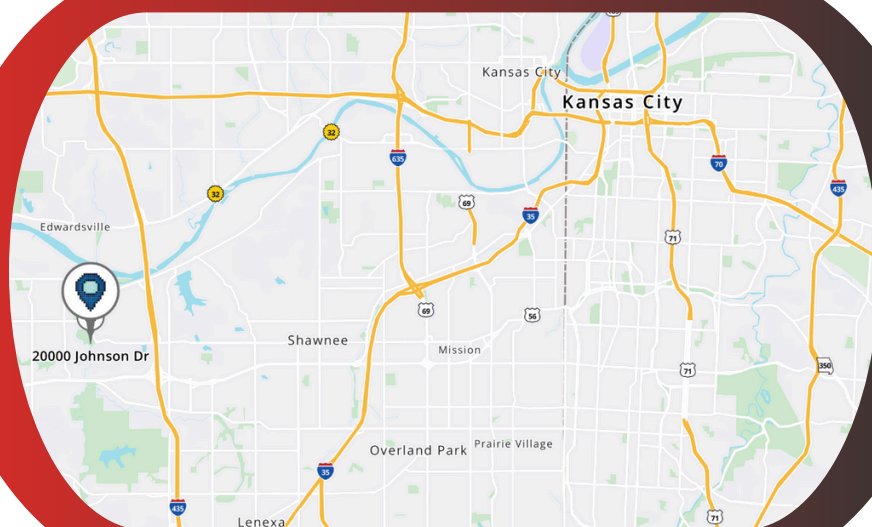 Kansas City
Kansas City
32
635
70
32
435
69
35
Edwardsville
71
69
56
Shawnee
Mission
20000 Johnson Dr
350
71
Overland Park
Prairie Village
35
435
71
Lenexa